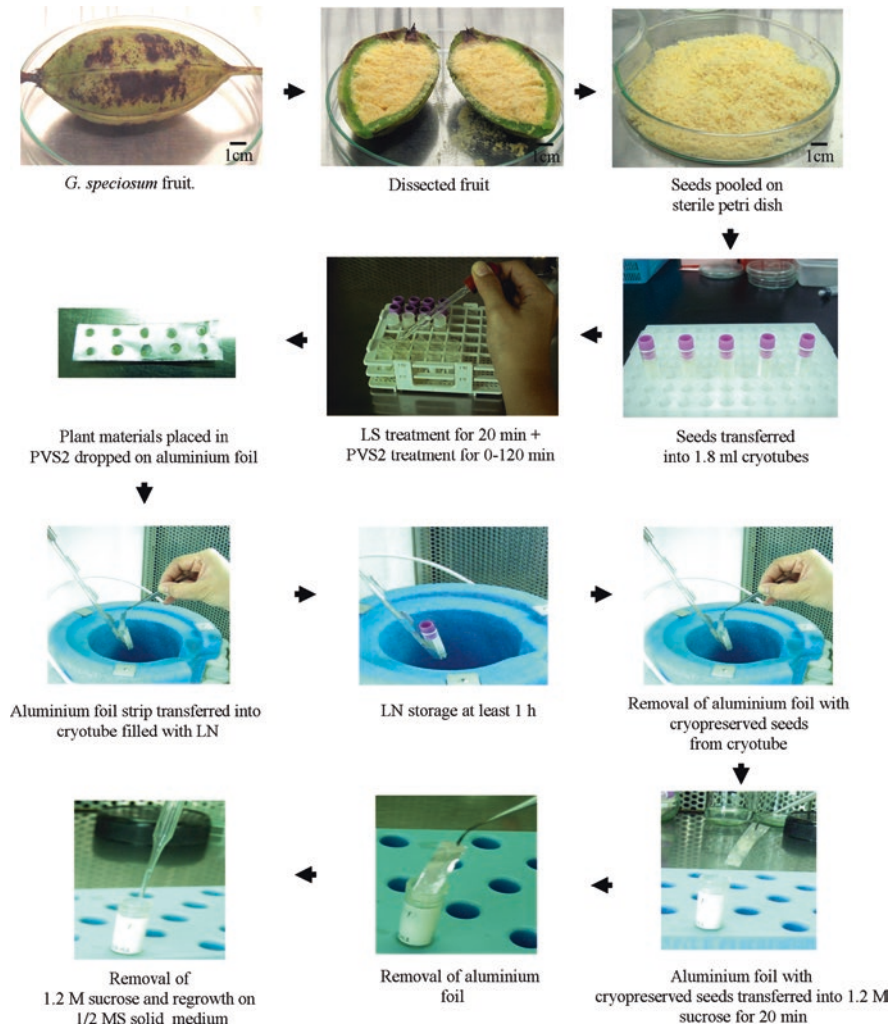 1cm
1cm
1cm
G. speciosum fruit.
Dissected fruit
Seeds pooled on
sterile petri dish
Seeds transferred
into 1.8 ml cryotubes
LS treatment for 20 min +
PVS2 treatment for 0-120 min
Plant materials placed in
PVS2 dropped on aluminium foil
Aluminium foil strip transferred into
cryotube filled with LN
LN storage at least 1 h
Removal of aluminium foil with
cryopreserved seeds
from cryotube
Aluminium foil with
cryopreserved seeds transferred into 1.2 M
sucrose for 20 min
Removal of aluminium
foil
Removal of
1.2 M sucrose and regrowth on
1/2 MS solid medium